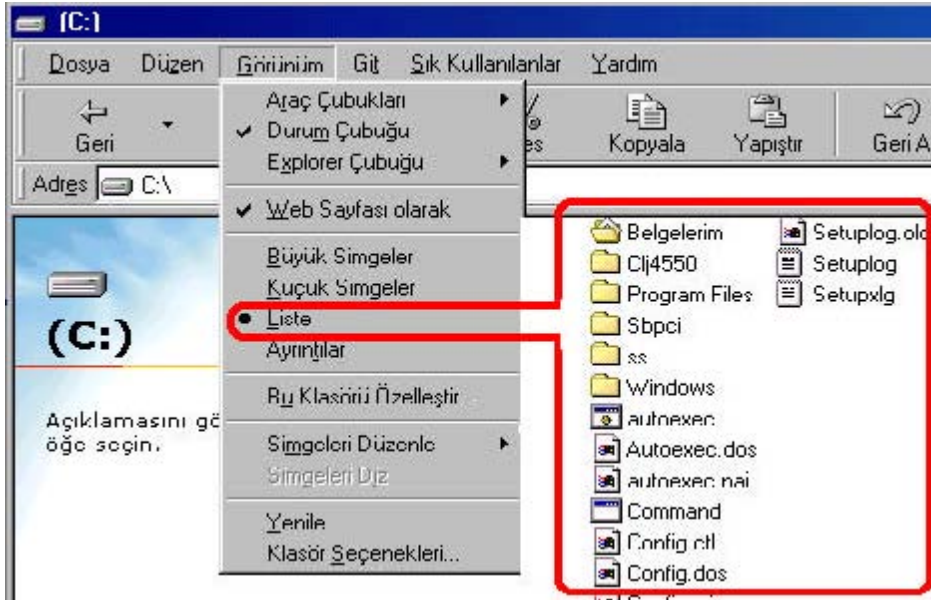 (C:)
Dosya Düzen Görünüm Git Sık Kullanılanlar Yardım
Geri Kopyala Yapıştır Geri A
Adres C:\
Araç Çubukları
Durum Çubuğu
Explorer Çubuğu
Web Sayfası olarak
Büyük Simgeler
Küçük Simgeler
Liste
Ayrıntılar
Bu Klasörü Özelleştir...
Simgeleri Düzenle
Simgeleri Diz
Yenile
Klasör Seçenekleri...
(C:)
Açıklamasını gö
öğe seçin.
Belgelerim
Clj4550
Program Files
Sbpci
ss
Windows
autoexec
Autoexec.dos
autoexec.nai
Command
Config.ctl
Config.dos
Setuplog.old
Setuplog
Setupxlg